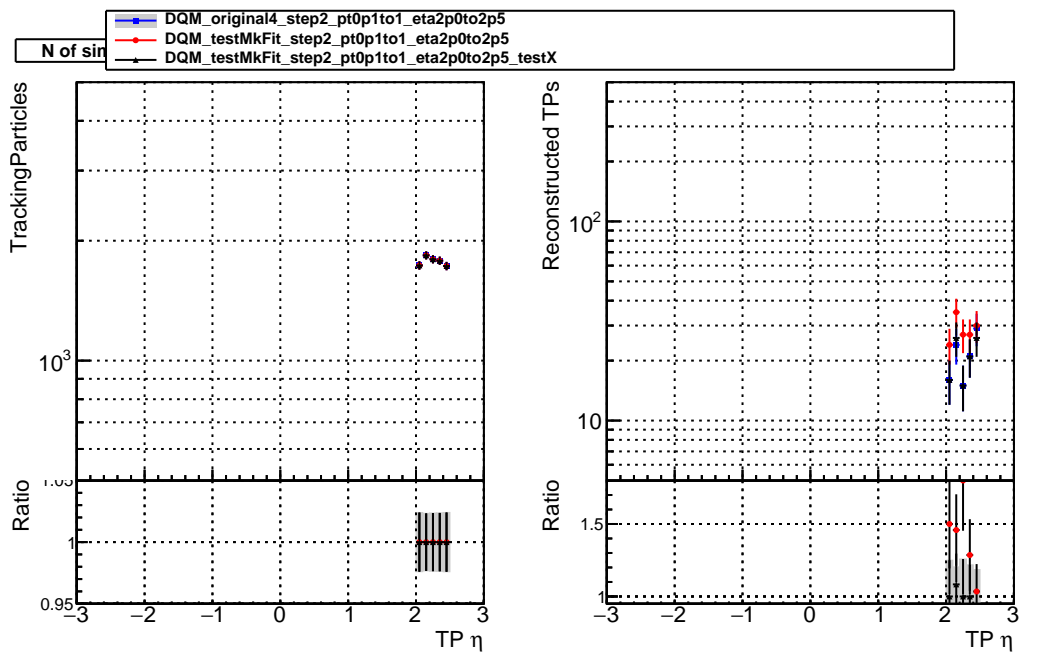 DQM_original4_step2_pt0p1to1_eta2p0to2p5
DQM_testMkFit_step2_pt0p1to1_eta2p0to2p5
DQM_testMkFit_step2_pt0p1to1_eta2p0to2p5_testX
N of sim
TrackingParticles
10³
Ratio
1.05
1
0.95
−3 −2 −1 0 1 2 3
TP η
Reconstructed TPs
10²
10
Ratio
1.5
1
−3 −2 −1 0 1 2 3
TP η